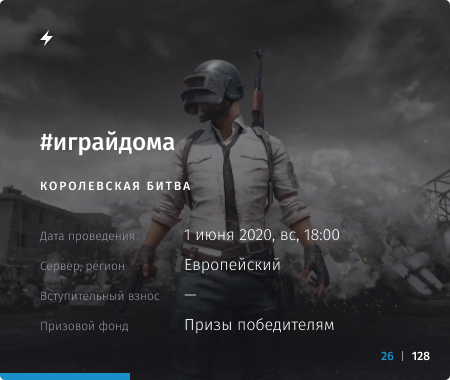 #играйдома
КОРОЛЕВСКАЯ БИТВА
Дата проведения 1 июня 2020, вс, 18:00
Сервер, регион Европейский
Вступительный взнос —
Призовой фонд Призы победителям
26 | 128